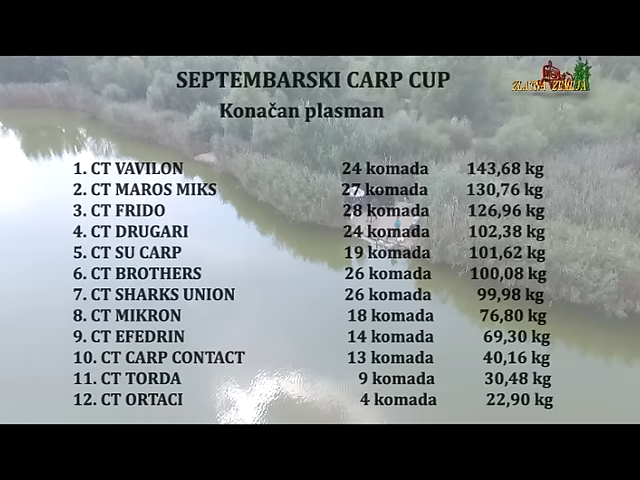 SEPTEMBARSKI CARP CUP
ZLATNA ZEMLJA
Konačan plasman
1. CT VAVILON 24 komada 143,68 kg
2. CT MAROS MIKS 27 komada 130,76 kg
3. CT FRIDO 28 komada 126,96 kg
4. CT DRUGARI 24 komada 102,38 kg
5. CT SU CARP 19 komada 101,62 kg
6. CT BROTHERS 26 komada 100,08 kg
7. CT SHARKS UNION 26 komada 99,98 kg
8. CT MIKRON 18 komada 76,80 kg
9. CT EFEDRIN 14 komada 69,30 kg
10. CT CARP CONTACT 13 komada 40,16 kg
11. CT TORDA 9 komada 30,48 kg
12. CT ORTACI 4 komada 22,90 kg